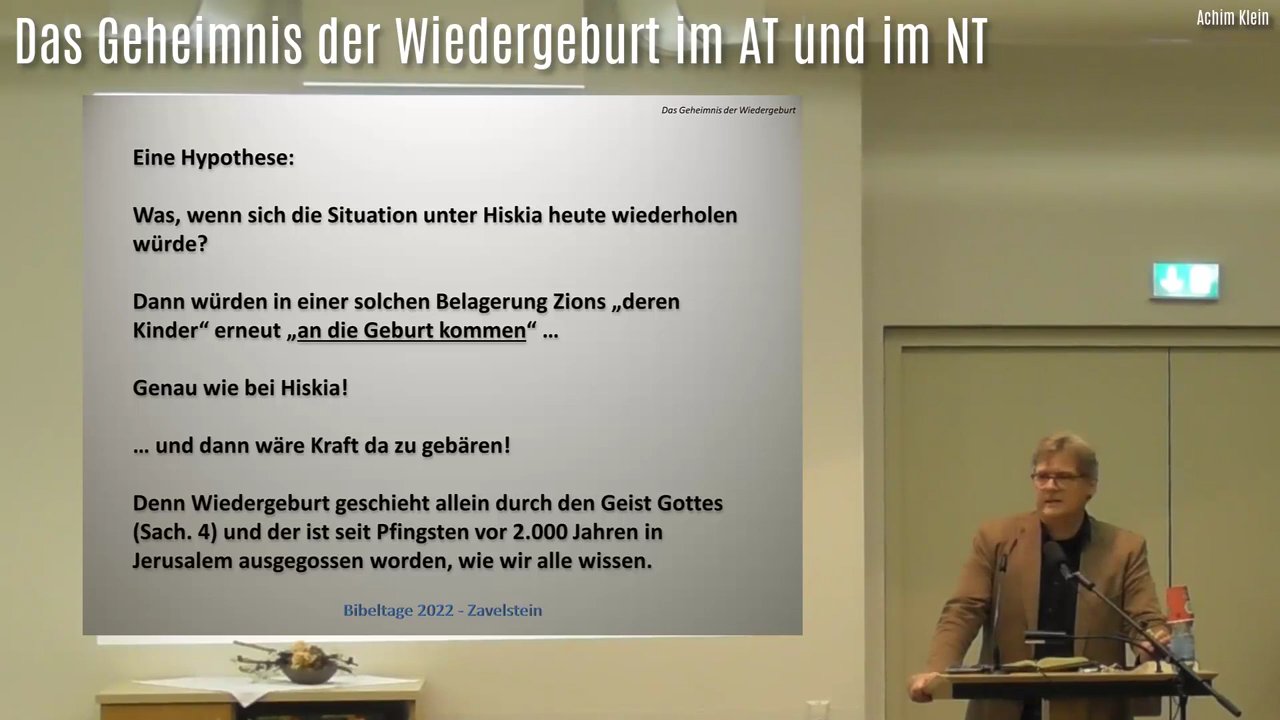 Das Geheimnis der Wiedergeburt im AT und im NT
Achim Klein
Das Geheimnis der Wiedergeburt
Eine Hypothese:
Was, wenn sich die Situation unter Hiskia heute wiederholen
würde?
Dann würden in einer solchen Belagerung Zions „deren
Kinder“ erneut „an die Geburt kommen“ ...
Genau wie bei Hiskia!
... und dann wäre Kraft da zu gebären!
Denn Wiedergeburt geschieht allein durch den Geist Gottes
(Sach. 4) und der ist seit Pfingsten vor 2.000 Jahren in
Jerusalem ausgegossen worden, wie wir alle wissen.
Bibeltage 2022 - Zavelstein